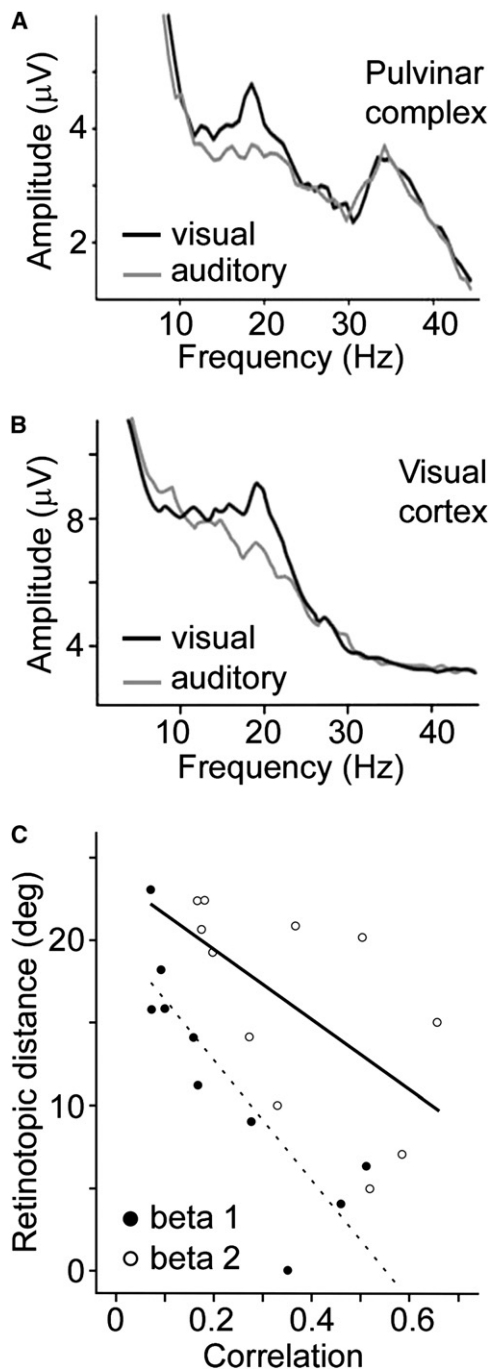 A
Amplitude (μV)
4
2
Pulvinar
complex
visual
auditory
10 20 30 40
Frequency (Hz)
B
Amplitude (μV)
8
4
Visual
cortex
visual
auditory
10 20 30 40
Frequency (Hz)
C
Retinotopic distance (deg)
20
10
0
beta 1
beta 2
0 0.2 0.4 0.6
Correlation